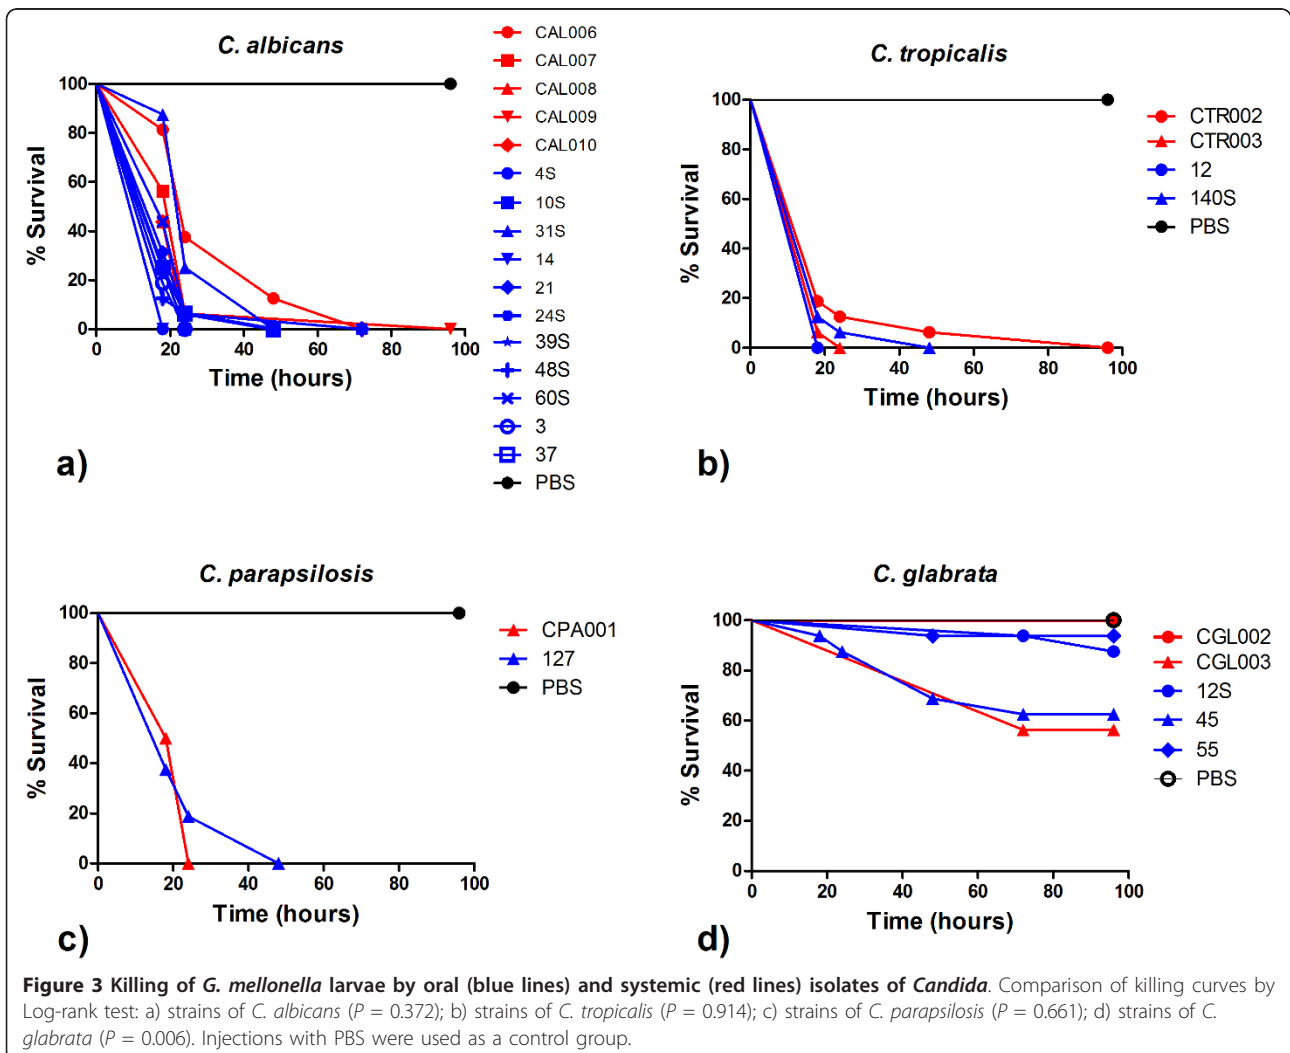 C. albicans
% Survival
100
80
60
40
20
0
0 20 40 60 80 100
Time (hours)
CAL006
CAL007
CAL008
CAL009
CAL010
4S
10S
31S
14
21
24S
39S
48S
60S
3
37
PBS
a)
C. tropicalis
% Survival
100
80
60
40
20
0
0 20 40 60 80 100
Time (hours)
CTR002
CTR003
12
140S
PBS
b)
C. parapsilosis
% Survival
100
80
60
40
20
0
0 20 40 60 80 100
Time (hours)
CPA001
127
PBS
c)
C. glabrata
% Survival
100
80
60
40
20
0
0 20 40 60 80 100
Time (hours)
CGL002
CGL003
12S
45
55
PBS
d)
Figure 3 Killing of G. mellonella larvae by oral (blue lines) and systemic (red lines) isolates of Candida. Comparison of killing curves by
Log-rank test: a) strains of C. albicans (P = 0.372); b) strains of C. tropicalis (P = 0.914); c) strains of C. parapsilosis (P = 0.661); d) strains of C.
glabrata (P = 0.006). Injections with PBS were used as a control group.